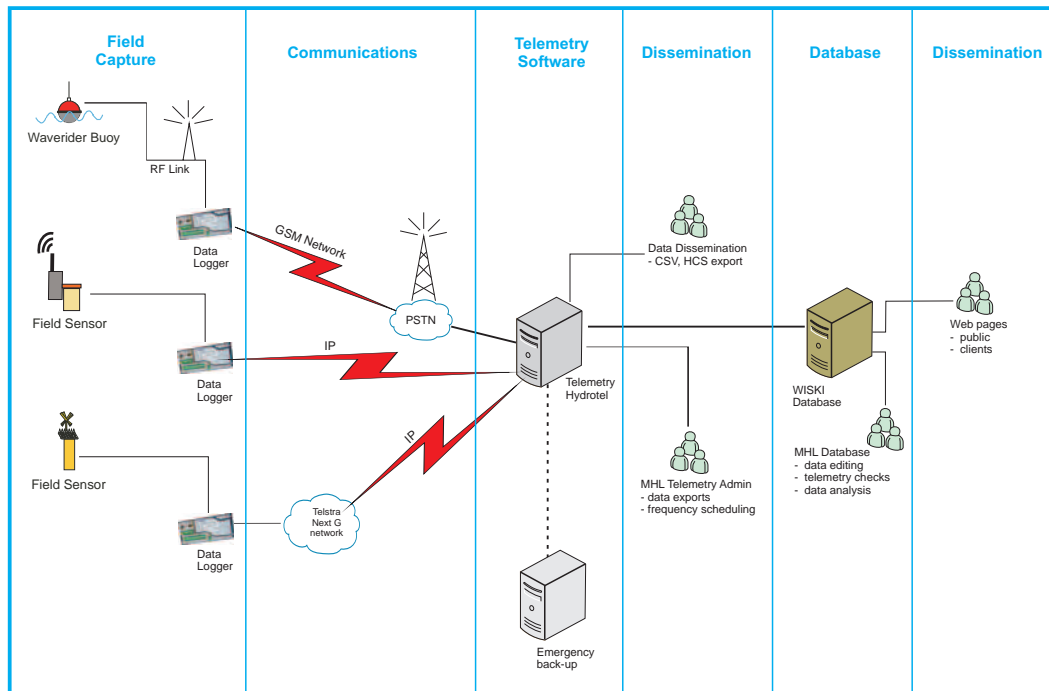 Field
Capture
Communications
Telemetry
Software
Dissemination
Database
Dissemination
Waverider Buoy
RF Link
Data
Logger
Field Sensor
Data
Logger
Field Sensor
Data
Logger
GSM Network
PSTN
IP
IP
Telstra
Next G
network
Telemetry
Hydrotel
Emergency
back-up
Data Dissemination
- CSV, HCS export
MHL Telemetry Admin
- data exports
- frequency scheduling
WISKI
Database
MHL Database
- data editing
- telemetry checks
- data analysis
Web pages
- public
- clients